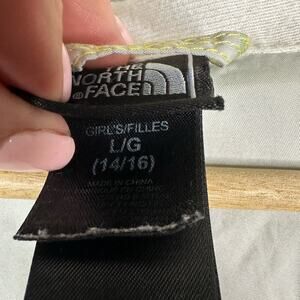 THE
NORTH
FACE
GIRL'S/FILLES
L/G
(14/16)
MADE IN CHINA